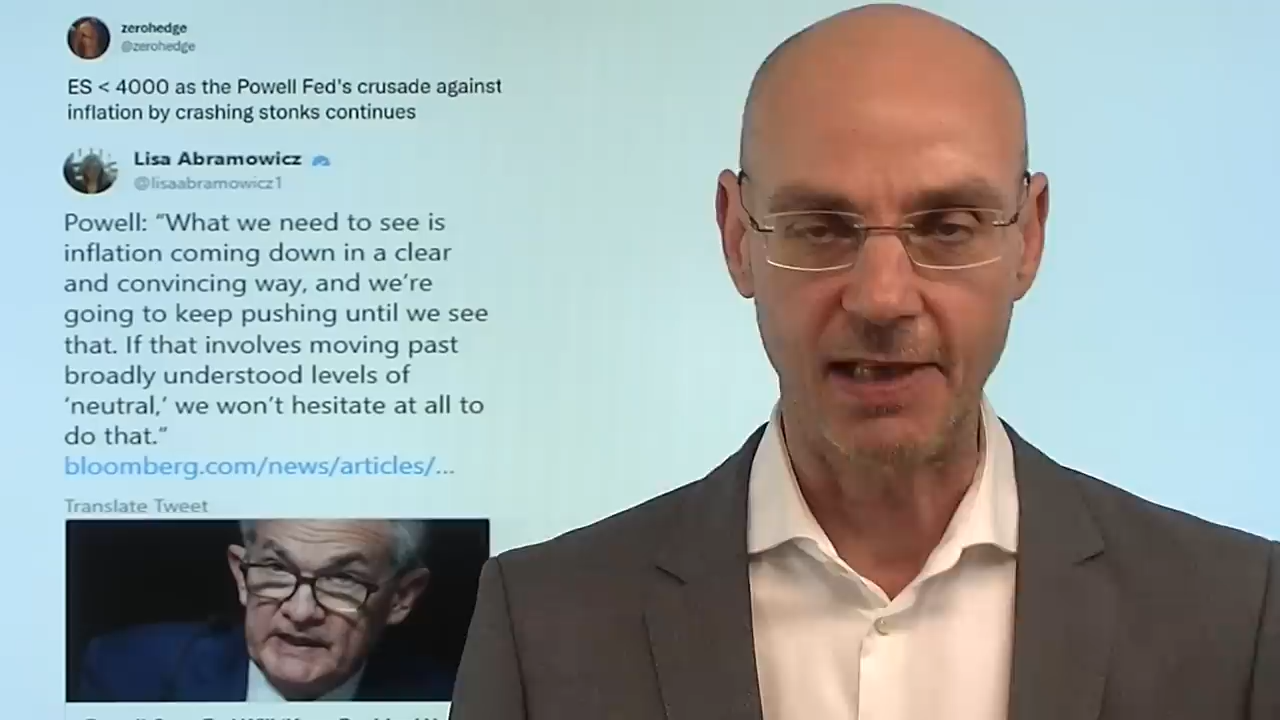 zerohedge
@zerohedge
ES < 4000 as the Powell Fed's crusade against
inflation by crashing stonks continues
Lisa Abramowicz
@lisaabramowicz1
Powell: “What we need to see is
inflation coming down in a clear
and convincing way, and we’re
going to keep pushing until we see
that. If that involves moving past
broadly understood levels of
‘neutral,’ we won’t hesitate at all to
do that.”
bloomberg.com/news/articles/...
Translate Tweet